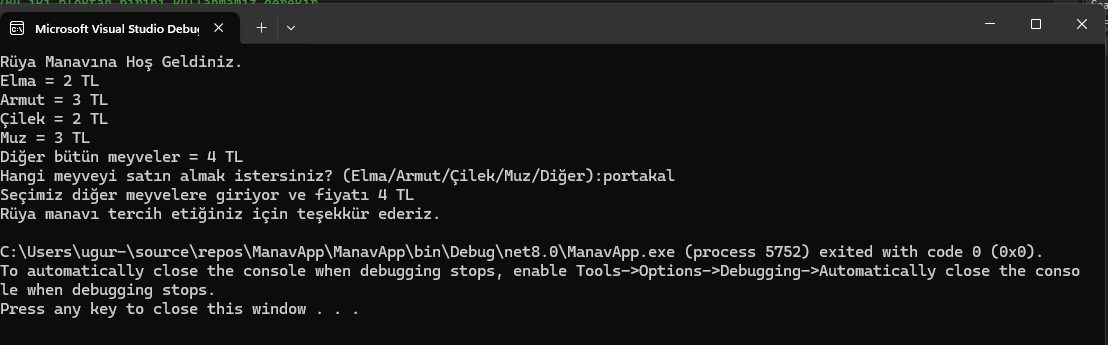 Microsoft Visual Studio Debu
Rüya Manavına Hoş Geldiniz.
Elma = 2 TL
Armut = 3 TL
Çilek = 2 TL
Muz = 3 TL
Diğer bütün meyveler = 4 TL
Hangi meyveyi satın almak istersiniz? (Elma/Armut/Çilek/Muz/Diğer):portakal
Seçimiz diğer meyvelere giriyor ve fiyatı 4 TL
Rüya manavı tercih etiğiniz için teşekkür ederiz.
C:\Users\ugur-\source\repos\ManavApp\ManavApp\bin\Debug\net8.0\ManavApp.exe (process 5752) exited with code 0 (0x0).
To automatically close the console when debugging stops, enable Tools->Options->Debugging->Automatically close the conso
le when debugging stops.
Press any key to close this window . . .